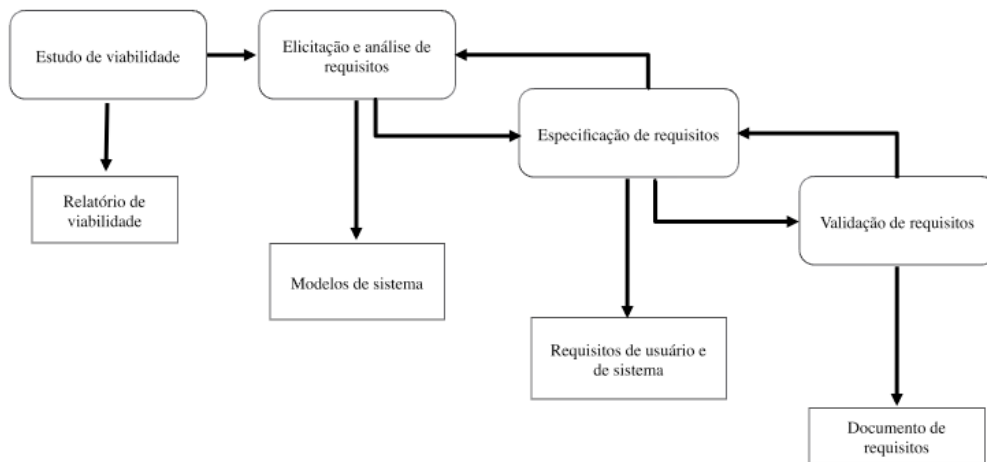 Estudo de viabilidade
Elicitação e análise de
requisitos
Especificação de requisitos
Relatório de
viabilidade
Validação de requisitos
Modelos de sistema
Requisitos de usuário e
de sistema
Documento de
requisitos